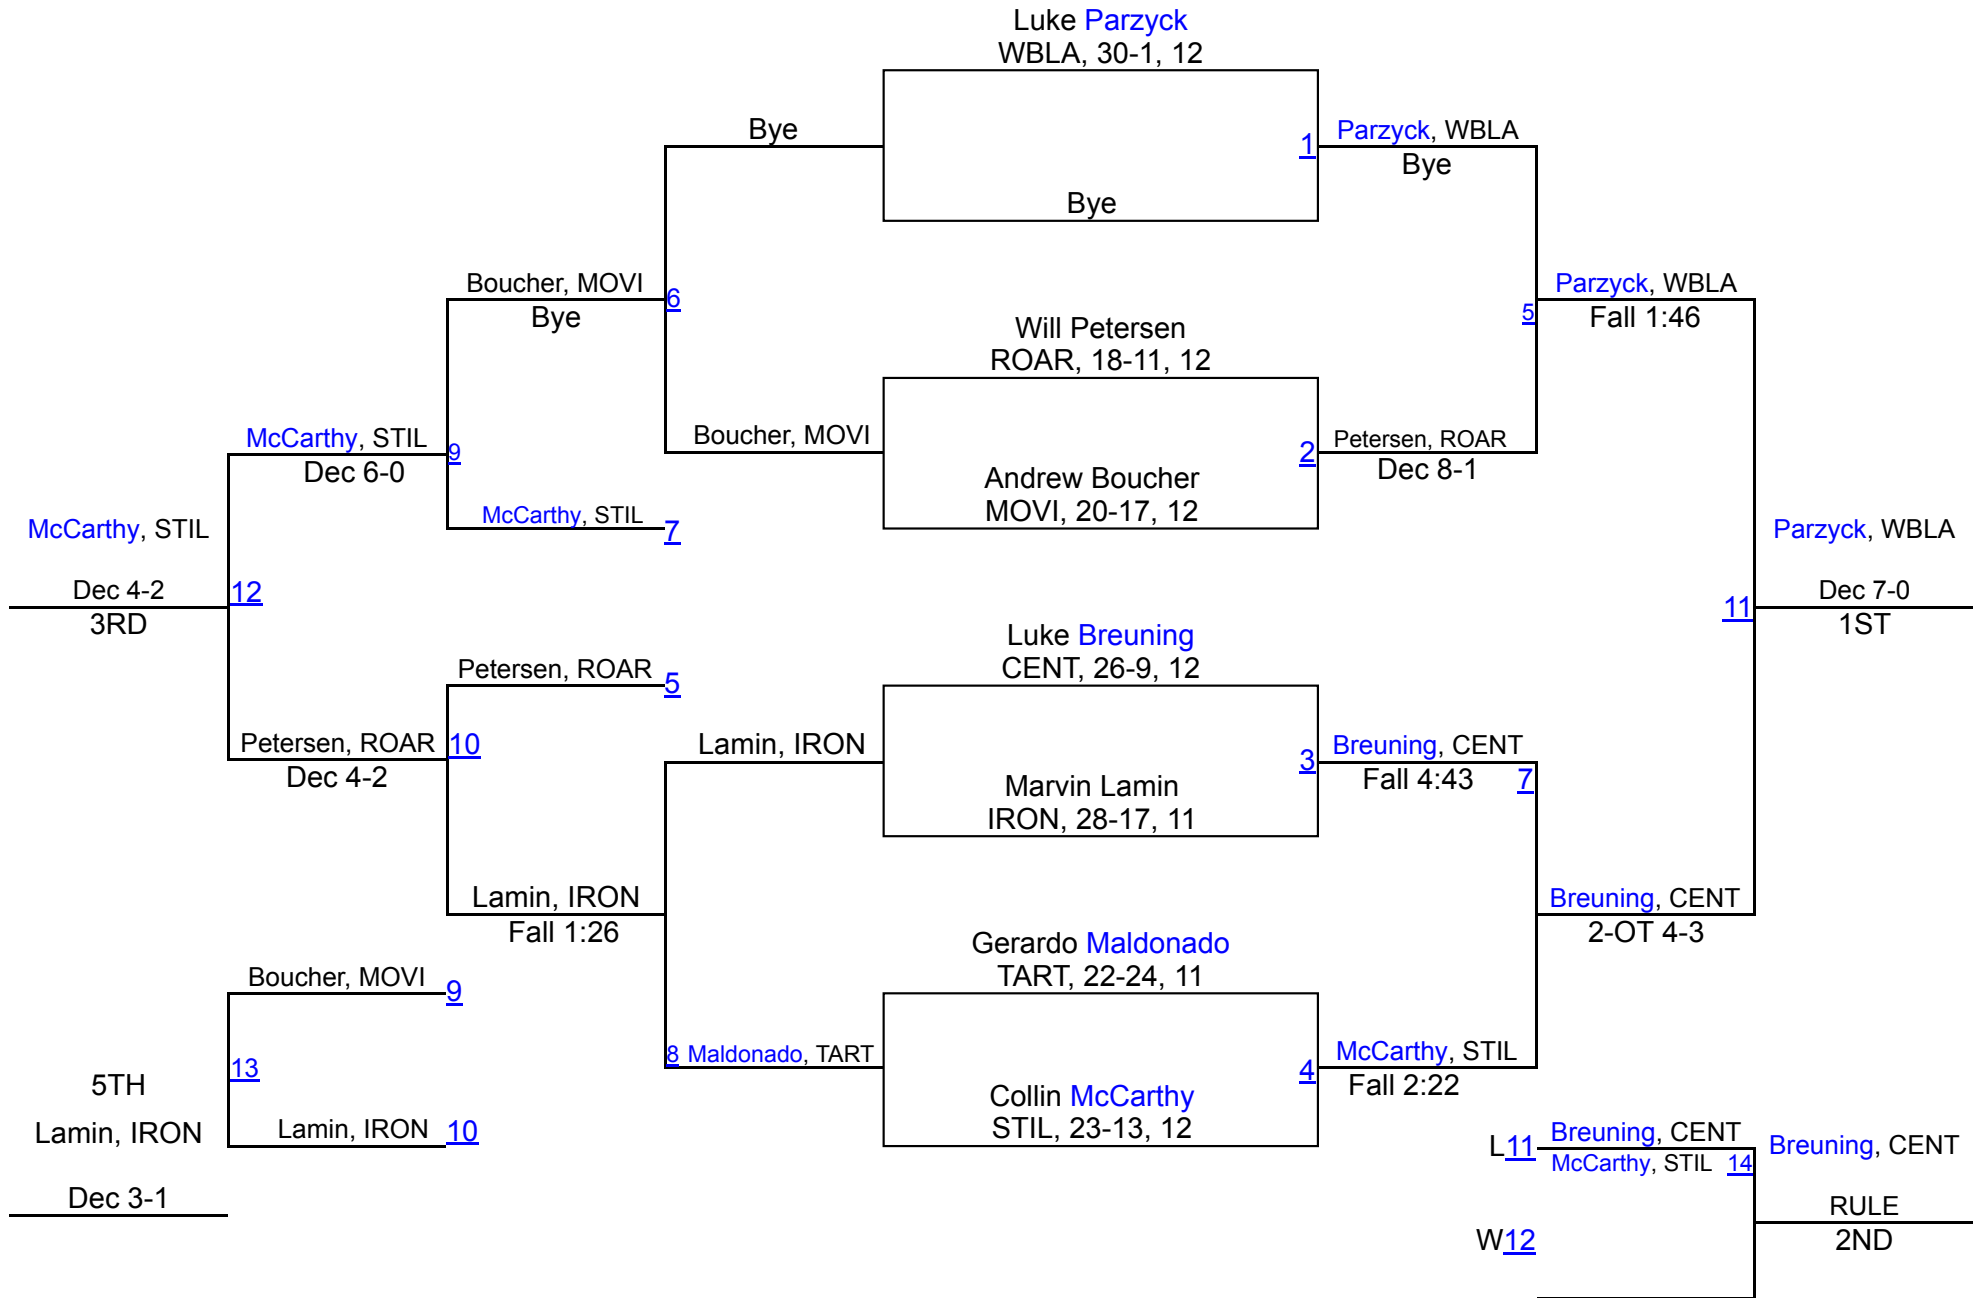 Luke Parzyck
WBLA, 30-1, 12
Bye
1
Parzyck, WBLA
Bye
Bye
Boucher, MOVI
Bye
6
Parzyck, WBLA
Fall 1:46
5
Will Petersen
ROAR, 18-11, 12
McCarthy, STIL
Dec 6-0
9
Boucher, MOVI
2
Petersen, ROAR
Dec 8-1
Andrew Boucher
MOVI, 20-17, 12
McCarthy, STIL
7
McCarthy, STIL
Dec 4-2
3RD
12
Parzyck, WBLA
Dec 7-0
1ST
11
Luke Breuning
CENT, 26-9, 12
Petersen, ROAR
5
Petersen, ROAR
Dec 4-2
10
Lamin, IRON
3
Breuning, CENT
Fall 4:43
7
Marvin Lamin
IRON, 28-17, 11
Lamin, IRON
Fall 1:26
Breuning, CENT
2-OT 4-3
Gerardo Maldonado
TART, 22-24, 11
Boucher, MOVI
9
8
Maldonado, TART
4
McCarthy, STIL
Fall 2:22
13
5TH
Lamin, IRON
Collin McCarthy
STIL, 23-13, 12
Lamin, IRON
10
Dec 3-1
L11
Breuning, CENT
McCarthy, STIL
14
Breuning, CENT
RULE
2ND
W12